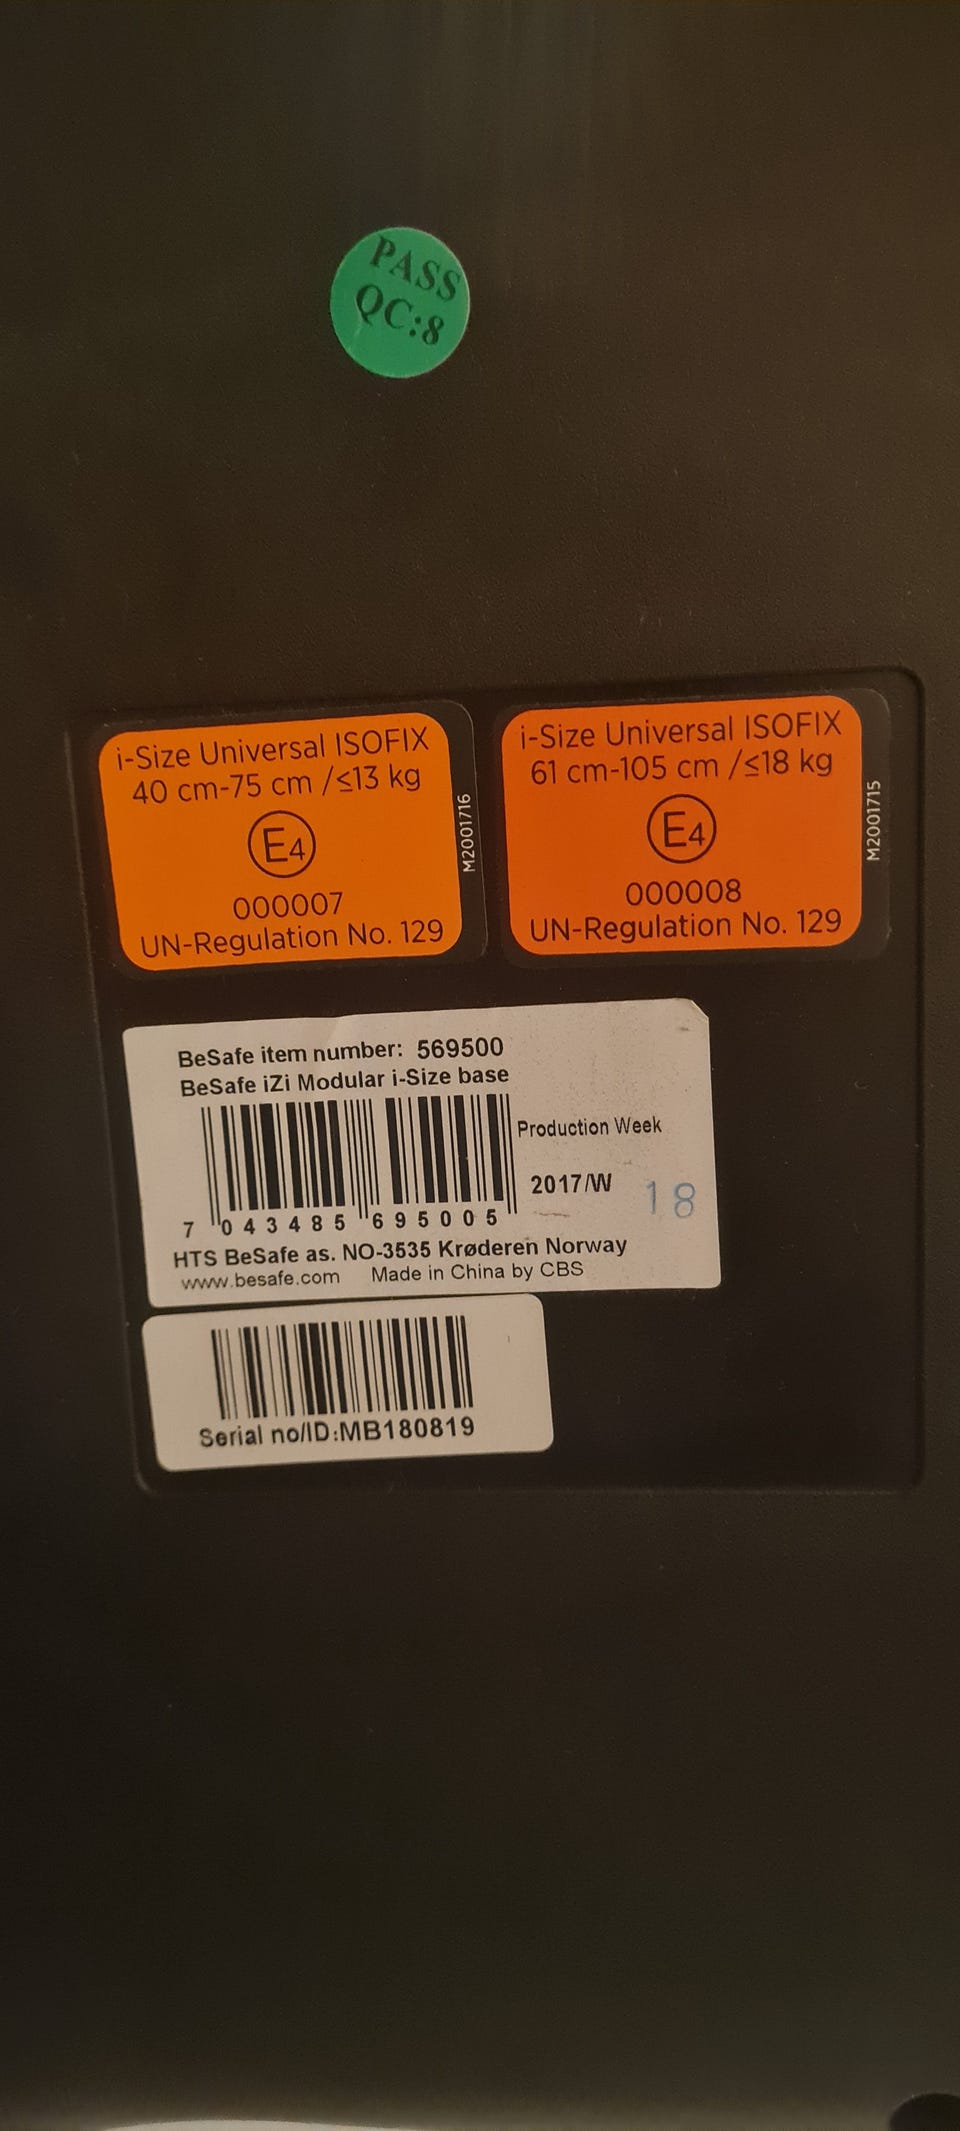 PASS
QC:8
i-Size Universal ISOFIX
40 cm-75 cm /≤13 kg
E4
000007
UN-Regulation No. 129
M2001716
i-Size Universal ISOFIX
61 cm-105 cm /≤18 kg
E4
000008
UN-Regulation No. 129
M2001715
BeSafe item number: 569500
BeSafe iZi Modular i-Size base
Production Week
2017/W 18
7 043485 695005
HTS BeSafe as. NO-3535 Krøderen Norway
www.besafe.com Made in China by CBS
Serial no/ID:MB180819